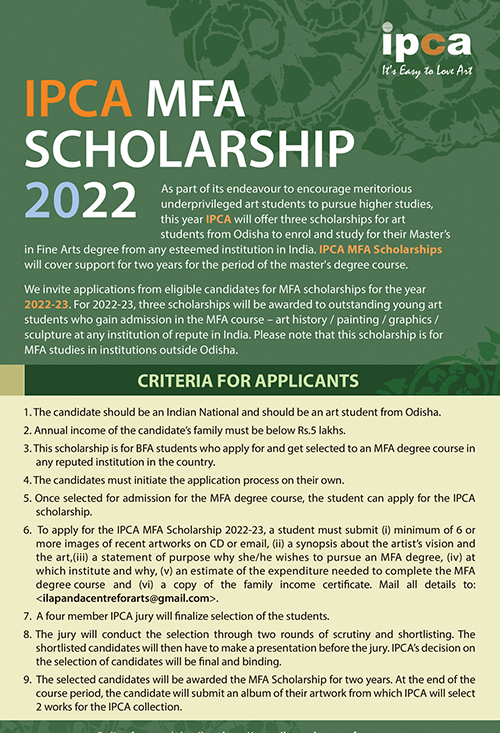 ipca
It's Easy to Love Art
IPCA MFA
SCHOLARSHIP
2022
As part of its endeavour to encourage meritorious
underprivileged art students to pursue higher studies,
this year IPCA will offer three scholarships for art
students from Odisha to enrol and study for their Master's
in Fine Arts degree from any esteemed institution in India. IPCA MFA Scholarships
will cover support for two years for the period of the master's degree course.
We invite applications from eligible candidates for MFA scholarships for the year
2022-23. For 2022-23, three scholarships will be awarded to outstanding young art
students who gain admission in the MFA course – art history / painting / graphics /
sculpture at any institution of repute in India. Please note that this scholarship is for
MFA studies in institutions outside Odisha.
CRITERIA FOR APPLICANTS
1. The candidate should be an Indian National and should be an art student from Odisha.
2. Annual income of the candidate's family must be below Rs.5 lakhs.
3. This scholarship is for BFA students who apply for and get selected to an MFA degree course in
any reputed institution in the country.
4. The candidates must initiate the application process on their own.
5. Once selected for admission for the MFA degree course, the student can apply for the IPCA
scholarship.
6. To apply for the IPCA MFA Scholarship 2022-23, a student must submit (i) minimum of 6 or
more images of recent artworks on CD or email, (ii) a synopsis about the artist's vision and
the art,(iii) a statement of purpose why she/he wishes to pursue an MFA degree, (iv) at
which institute and why, (v) an estimate of the expenditure needed to complete the MFA
degree course and (vi) a copy of the family income certificate. Mail all details to:
<ilapandacentreforarts@gmail.com>.
7. A four member IPCA jury will finalize selection of the students.
8. The jury will conduct the selection through two rounds of scrutiny and shortlisting. The
shortlisted candidates will then have to make a presentation before the jury. IPCA's decision on
the selection of candidates will be final and binding.
9. The selected candidates will be awarded the MFA Scholarship for two years. At the end of the
course period, the candidate will submit an album of their artwork from which IPCA will select
2 works for the IPCA collection.